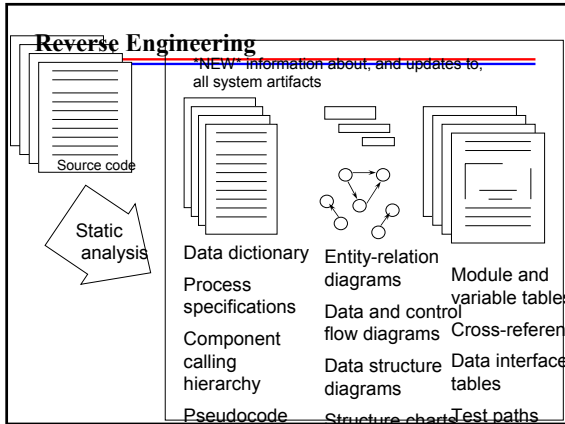 Reverse Engineering
*NEW* information about, and updates to,
all system artifacts
Source code
Static
analysis
Data dictionary
Process
specifications
Component
calling
hierarchy
Pseudocode
Entity-relation
diagrams
Data and control
flow diagrams
Data structure
diagrams
Structure charts
Module and
variable tables
Cross-referen
Data interface
tables
Test paths